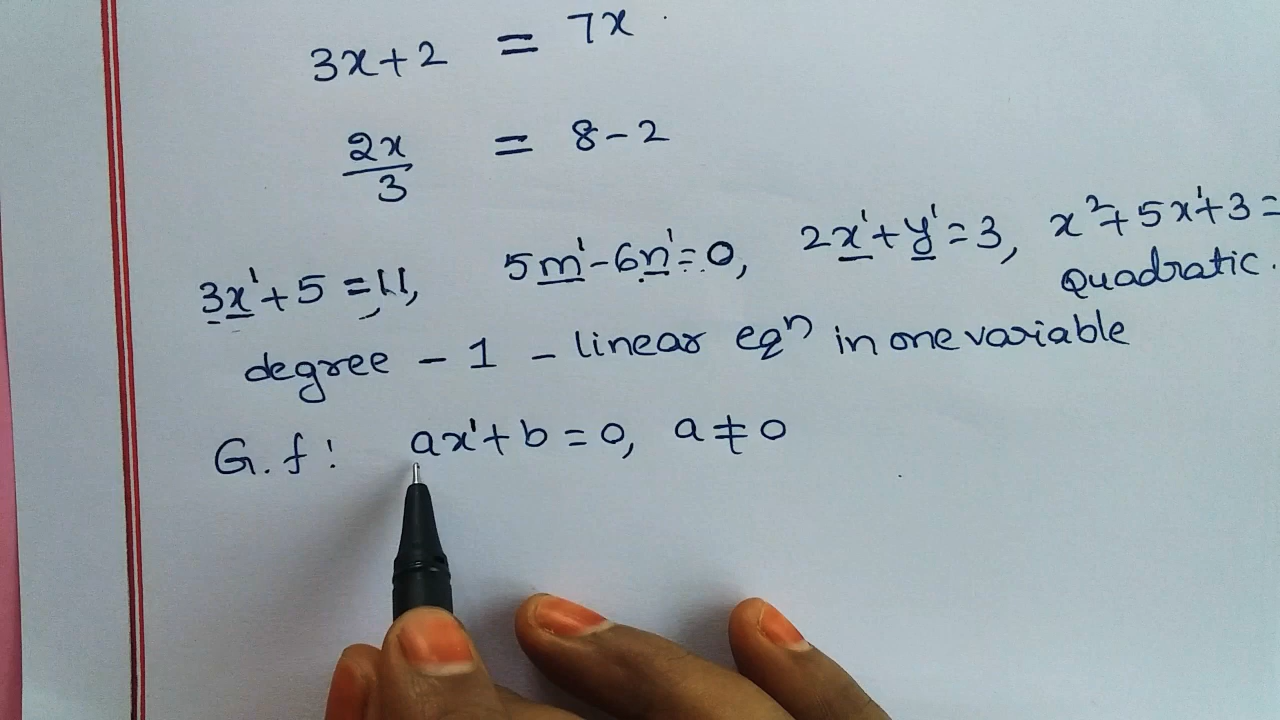 3x+2 = 7x
2x/3 = 8-2
3x¹+5=11, 5m¹-6n¹=0, 2x¹+y¹=3, x²+5x¹+3=
Quadratic.
degree - 1 - linear eqⁿ in one variable
G.f: ax¹+b=0, a≠0